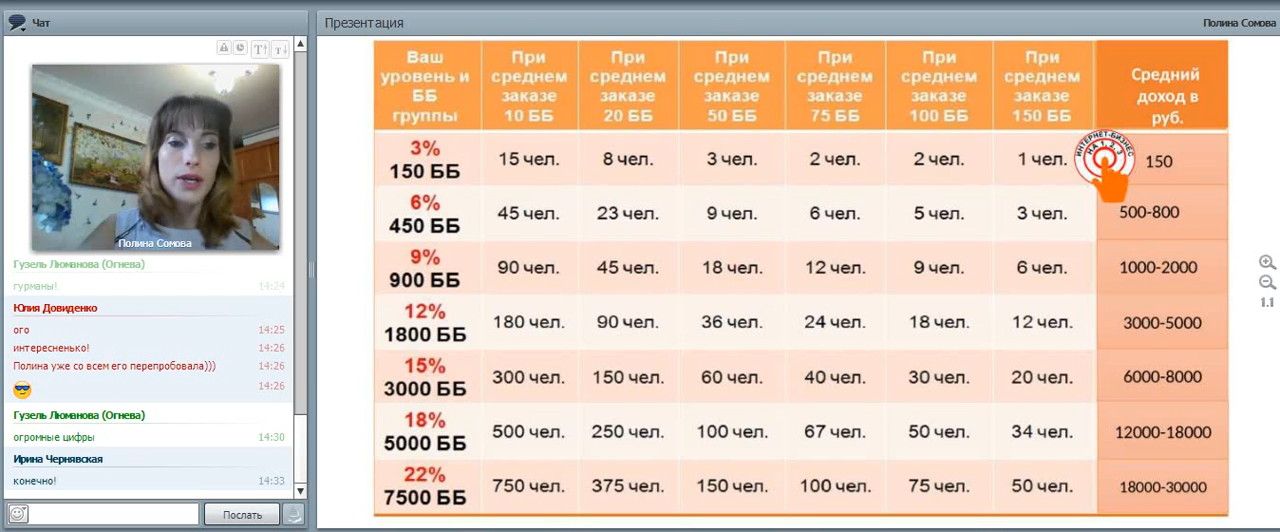 Чат
Презентация
Полина Сомова
Полина Сомова
Гузель Люманова (Огнева)
гурманы! 14:24
Юлия Довиденко
ого 14:25
интересненько! 14:26
Полина уже со всем его перепробовала))) 14:26
14:26
Гузель Люманова (Огнева)
огромные цифры 14:30
Ирина Чернявская
конечно! 14:33
Послать
Ваш уровень и ББ группы
При среднем заказе 10 ББ
При среднем заказе 20 ББ
При среднем заказе 50 ББ
При среднем заказе 75 ББ
При среднем заказе 100 ББ
При среднем заказе 150 ББ
Средний доход в руб.
3% 150 ББ 15 чел. 8 чел. 3 чел. 2 чел. 2 чел. 1 чел. 150
ИНТЕРНЕТ-БИЗНЕС НА 1, 2, 3
6% 450 ББ 45 чел. 23 чел. 9 чел. 6 чел. 5 чел. 3 чел. 500-800
9% 900 ББ 90 чел. 45 чел. 18 чел. 12 чел. 9 чел. 6 чел. 1000-2000
12% 1800 ББ 180 чел. 90 чел. 36 чел. 24 чел. 18 чел. 12 чел. 3000-5000
15% 3000 ББ 300 чел. 150 чел. 60 чел. 40 чел. 30 чел. 20 чел. 6000-8000
18% 5000 ББ 500 чел. 250 чел. 100 чел. 67 чел. 50 чел. 34 чел. 12000-18000
22% 7500 ББ 750 чел. 375 чел. 150 чел. 100 чел. 75 чел. 50 чел. 18000-30000
1:1